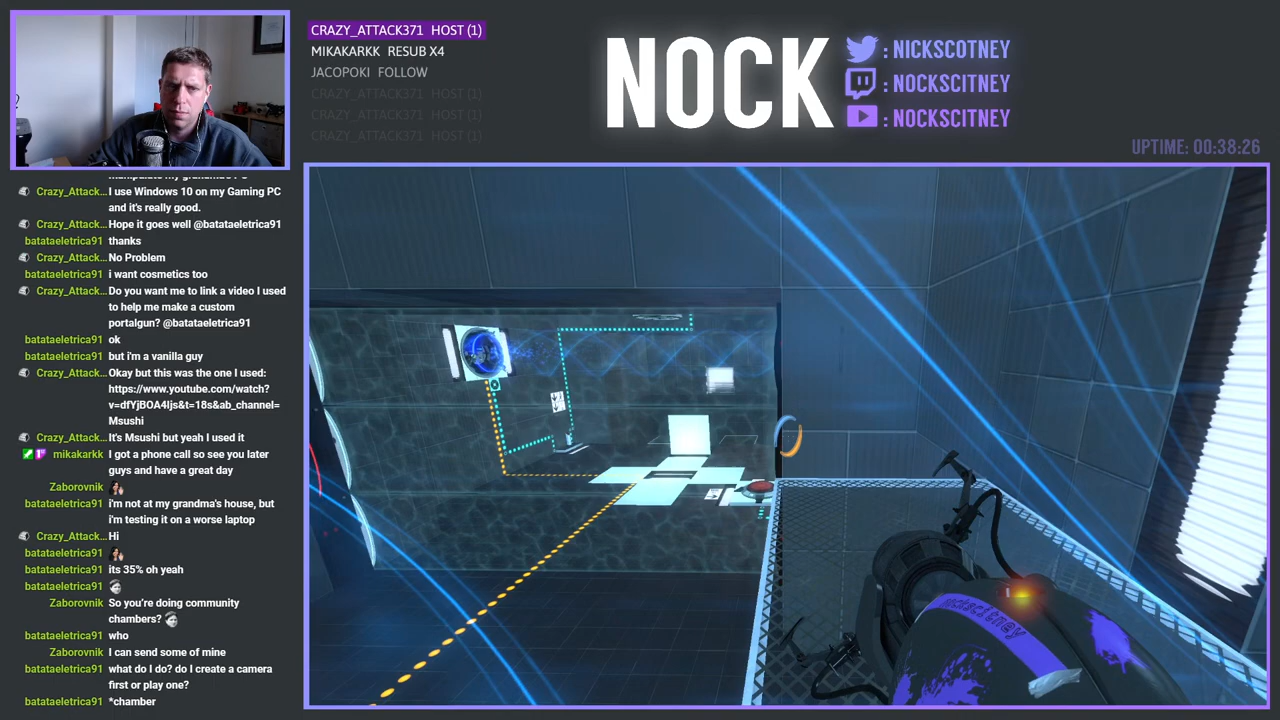 CRAZY_ATTACK371 HOST (1)
MIKAKARKK RESUB X4
JACOPOKI FOLLOW
CRAZY_ATTACK371 HOST (1)
CRAZY_ATTACK371 HOST (1)
CRAZY_ATTACK371 HOST (1)
NOCK
: NICKSCOTNEY
: NOCKSCITNEY
: NOCKSCITNEY
UPTIME: 00:38:26
Crazy_Attack... I use Windows 10 on my Gaming PC
and it's really good.
Crazy_Attack... Hope it goes well @batataeletrica91
batataeletrica91 thanks
Crazy_Attack... No Problem
batataeletrica91 i want cosmetics too
Crazy_Attack... Do you want me to link a video I used
to help me make a custom
portalgun? @batataeletrica91
batataeletrica91 ok
batataeletrica91 but i'm a vanilla guy
Crazy_Attack... Okay but this was the one I used:
https://www.youtube.com/watch?
v=dfYjBOA4ljs&t=18s&ab_channel=
Msushi
Crazy_Attack... It's Msushi but yeah I used it
mikakarkk I got a phone call so see you later
guys and have a great day
Zaborovnik
batataeletrica91 i'm not at my grandma's house, but
i'm testing it on a worse laptop
Crazy_Attack... Hi
batataeletrica91
batataeletrica91 its 35% oh yeah
batataeletrica91
Zaborovnik So you're doing community
chambers?
batataeletrica91 who
Zaborovnik I can send some of mine
batataeletrica91 what do I do? do I create a camera
first or play one?
batataeletrica91 *chamber
nockscitney